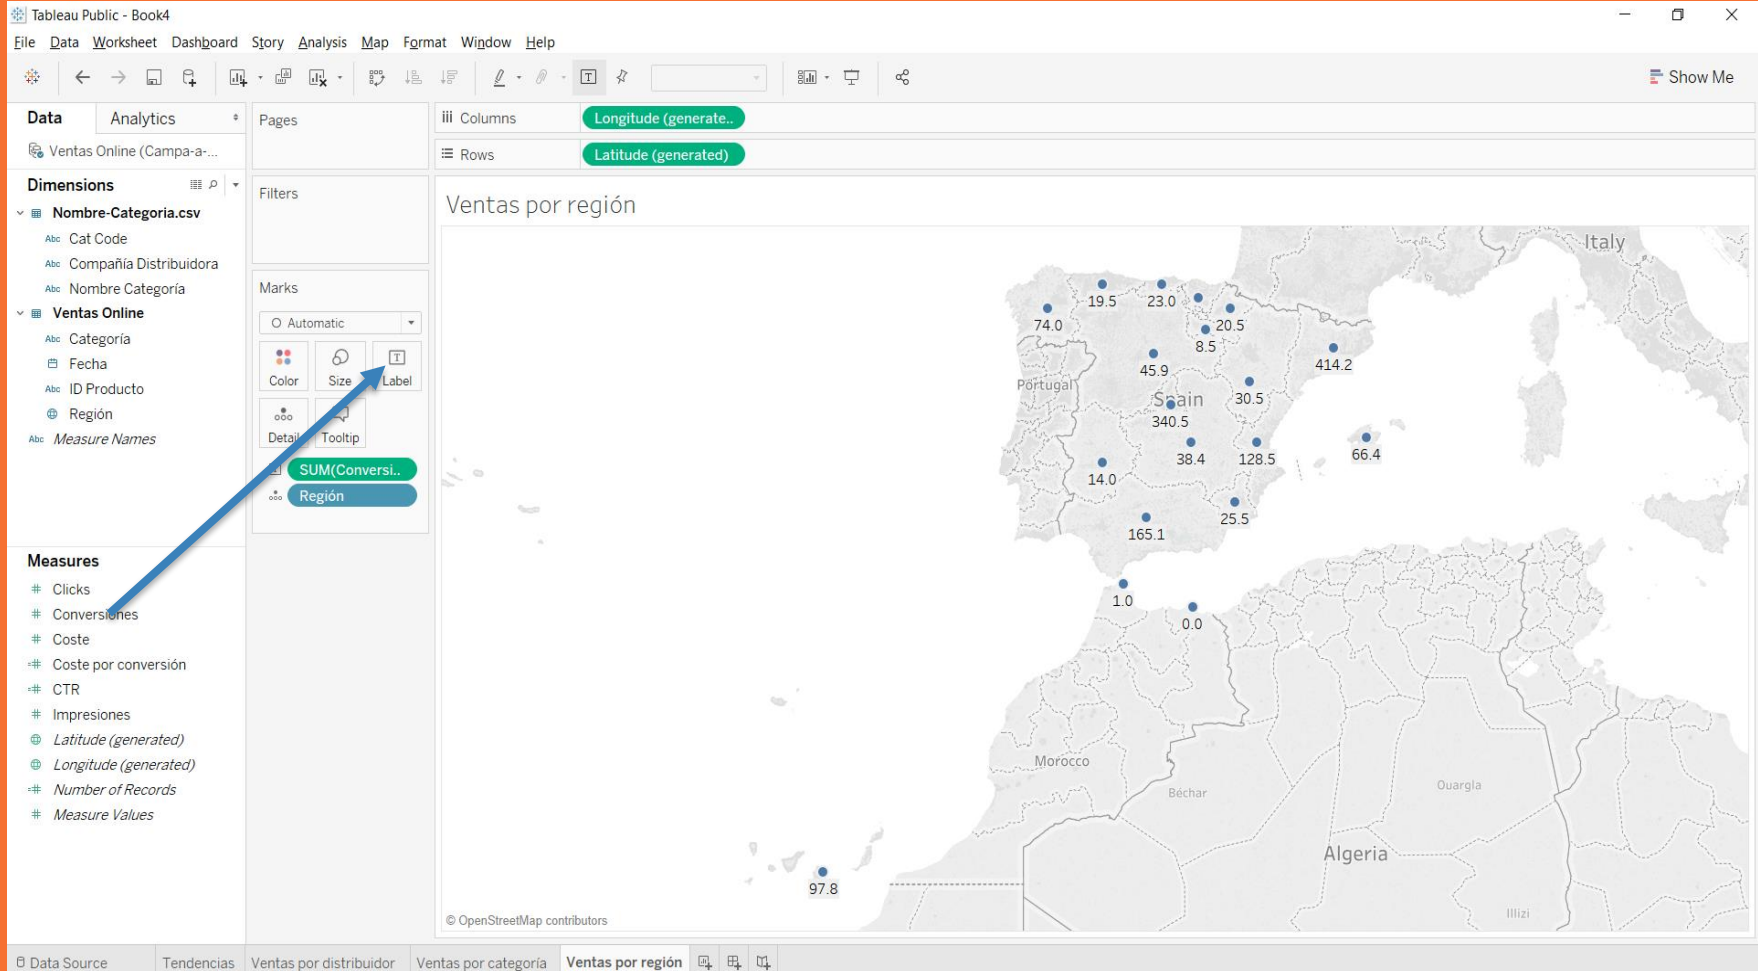 Tableau Public - Book4
File Data Worksheet Dashboard Story Analysis Map Format Window Help
Show Me
Data Analytics
Ventas Online (Campa-a-...
Dimensions
Nombre-Categoria.csv
Abc Cat Code
Abc Compañía Distribuidora
Abc Nombre Categoría
Ventas Online
Abc Categoría
Fecha
Abc ID Producto
Región
Abc Measure Names
Measures
# Clicks
# Conversiones
# Coste
=# Coste por conversión
=# CTR
# Impresiones
Latitude (generated)
Longitude (generated)
=# Number of Records
# Measure Values
Pages
Filters
Marks
Automatic
Color Size Label
Detail Tooltip
SUM(Conversi..
Región
Columns Longitude (generate..
Rows Latitude (generated)
Ventas por región
Italy
19.5 23.0
74.0 20.5
8.5
414.2
45.9
Portugal
Spain 30.5
340.5
66.4
38.4 128.5
14.0
25.5
165.1
1.0
0.0
Morocco
Béchar
Ouargla
Algeria
97.8
Illizi
© OpenStreetMap contributors
Data Source Tendencias Ventas por distribuidor Ventas por categoría Ventas por región